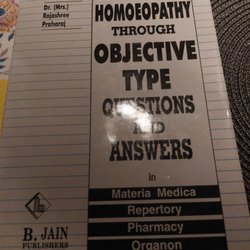 Dr. (Mrs.)
Rajashree
Praharaj
HOMOEOPATHY
THROUGH
OBJECTIVE
TYPE
QUESTIONS
AND
ANSWERS
In
Materia Medica
Repertory
Pharmacy
Organon
B. JAIN
PUBLISHERS